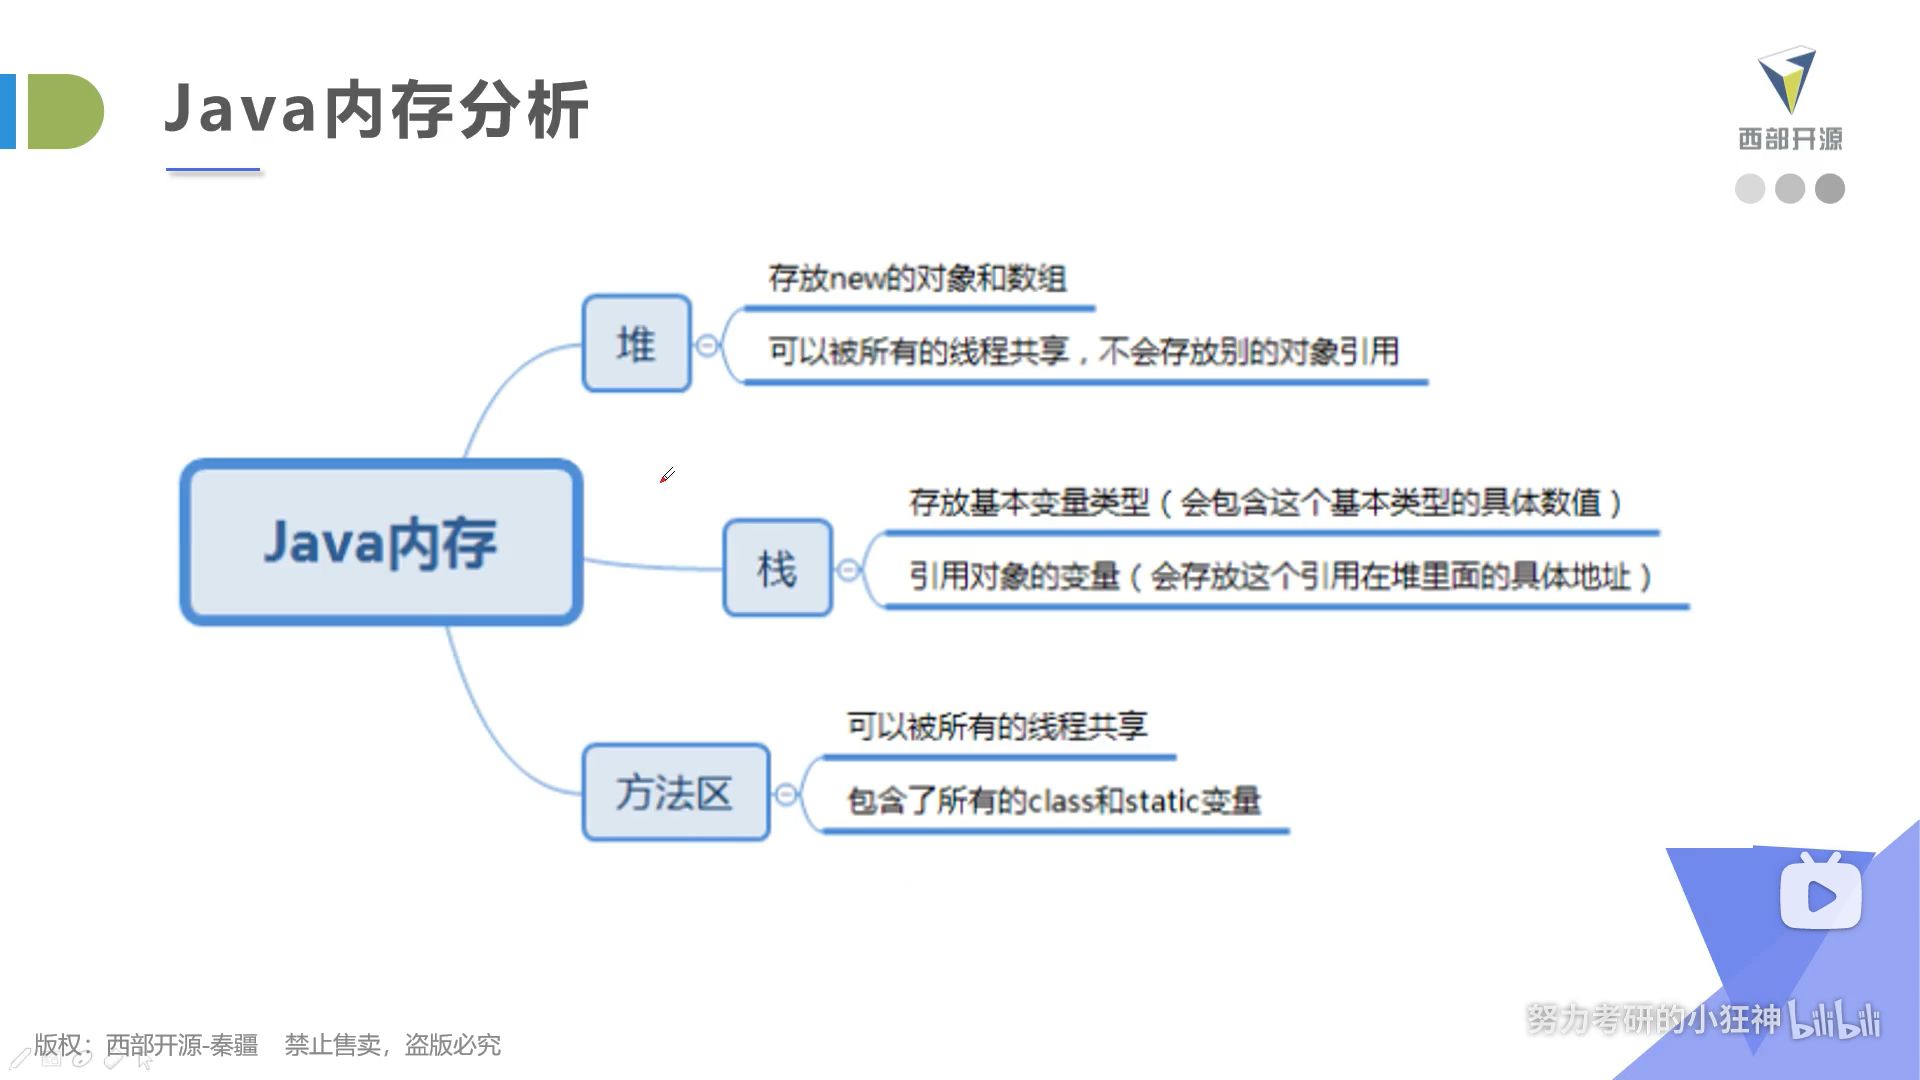 Java内存分析
西部开源
存放new的对象和数组
堆
可以被所有的线程共享，不会存放别的对象引用
存放基本变量类型（会包含这个基本类型的具体数值）
Java内存
栈
引用对象的变量（会存放这个引用在堆里面的具体地址）
可以被所有的线程共享
方法区
包含了所有的class和static变量
努力考研的小狂神 bilibili
版权：西部开源-秦疆 禁止售卖，盗版必究